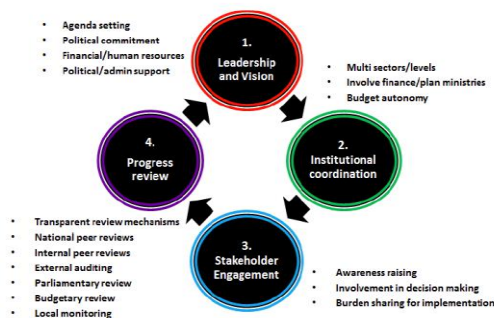 Agenda setting
Political commitment
Financial/human resources
Political/admin support
1.
Leadership
and Vision
Multi sectors/levels
Involve finance/plan ministries
Budget autonomy
2.
Institutional
coordination
3.
Stakeholder
Engagement
Awareness raising
Involvement in decision making
Burden sharing for implementation
4.
Progress
review
Transparent review mechanisms
National peer reviews
Internal peer reviews
External auditing
Parliamentary review
Budgetary review
Local monitoring